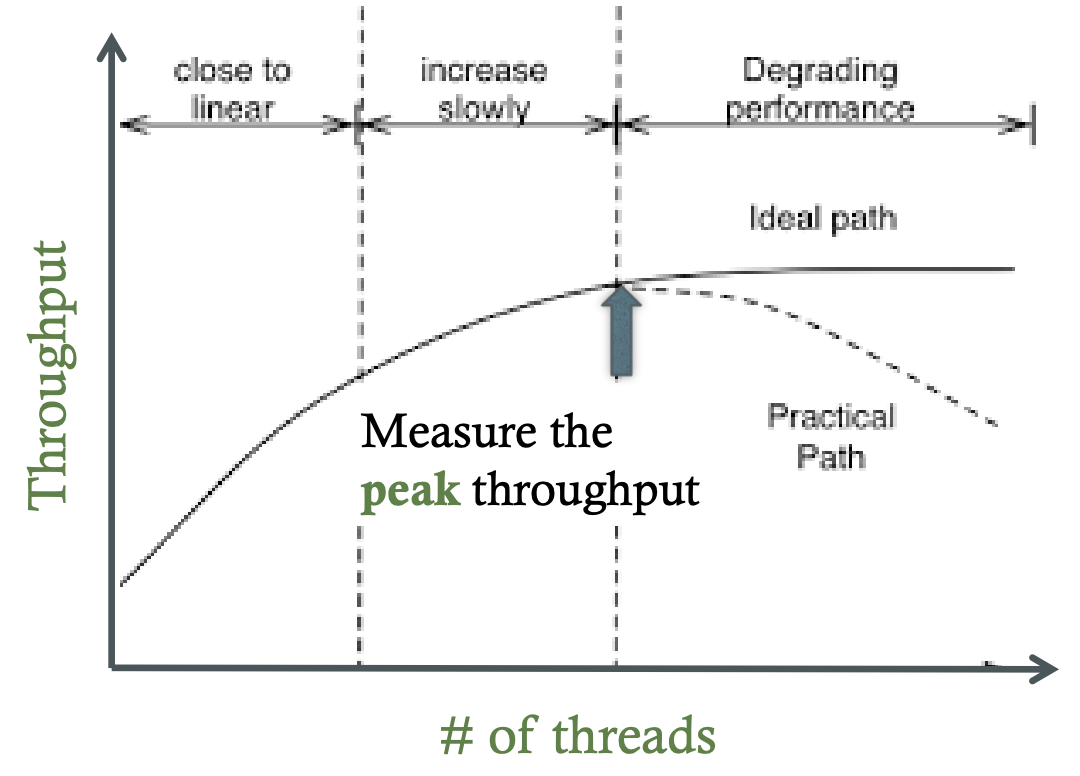 close to
linear
increase
slowly
Degrading
performance
Ideal path
Throughput
Practical
Path
Measure the
peak throughput
# of threads